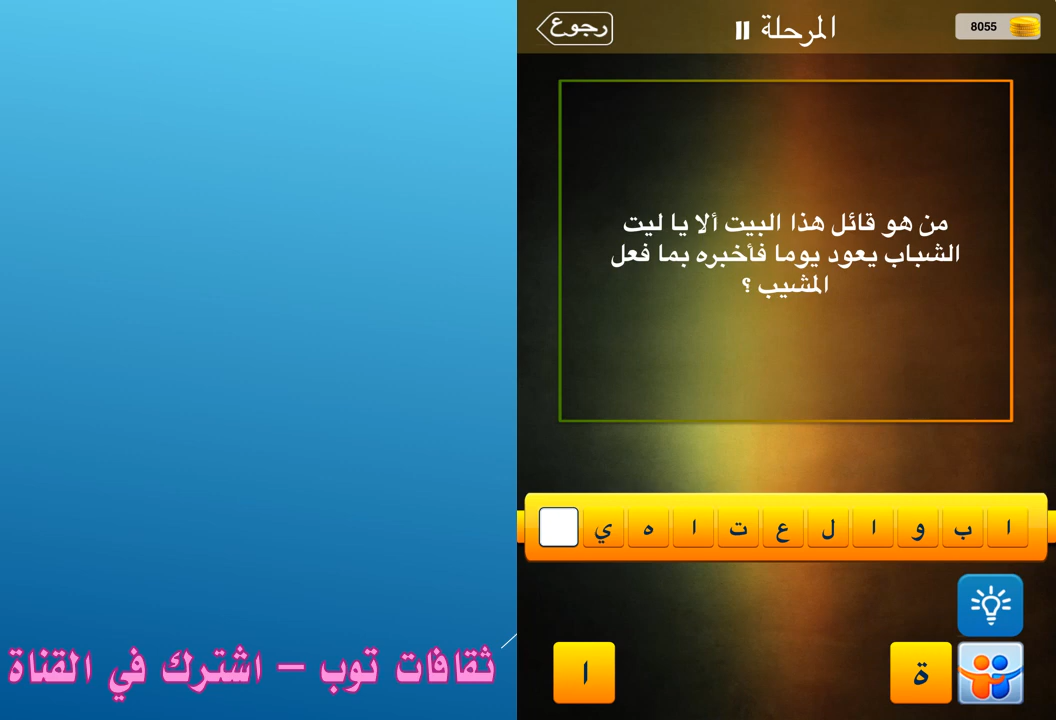 رجوع
المرحلة 11
8055
من هو قائل هذا البيت ألا يا ليت
الشباب يعود يوما فأخبره بما فعل
المشيب ؟
ا ب و ا ل ع ت ا ه ي
ة
ا
ثقافات توب – اشترك في القناة